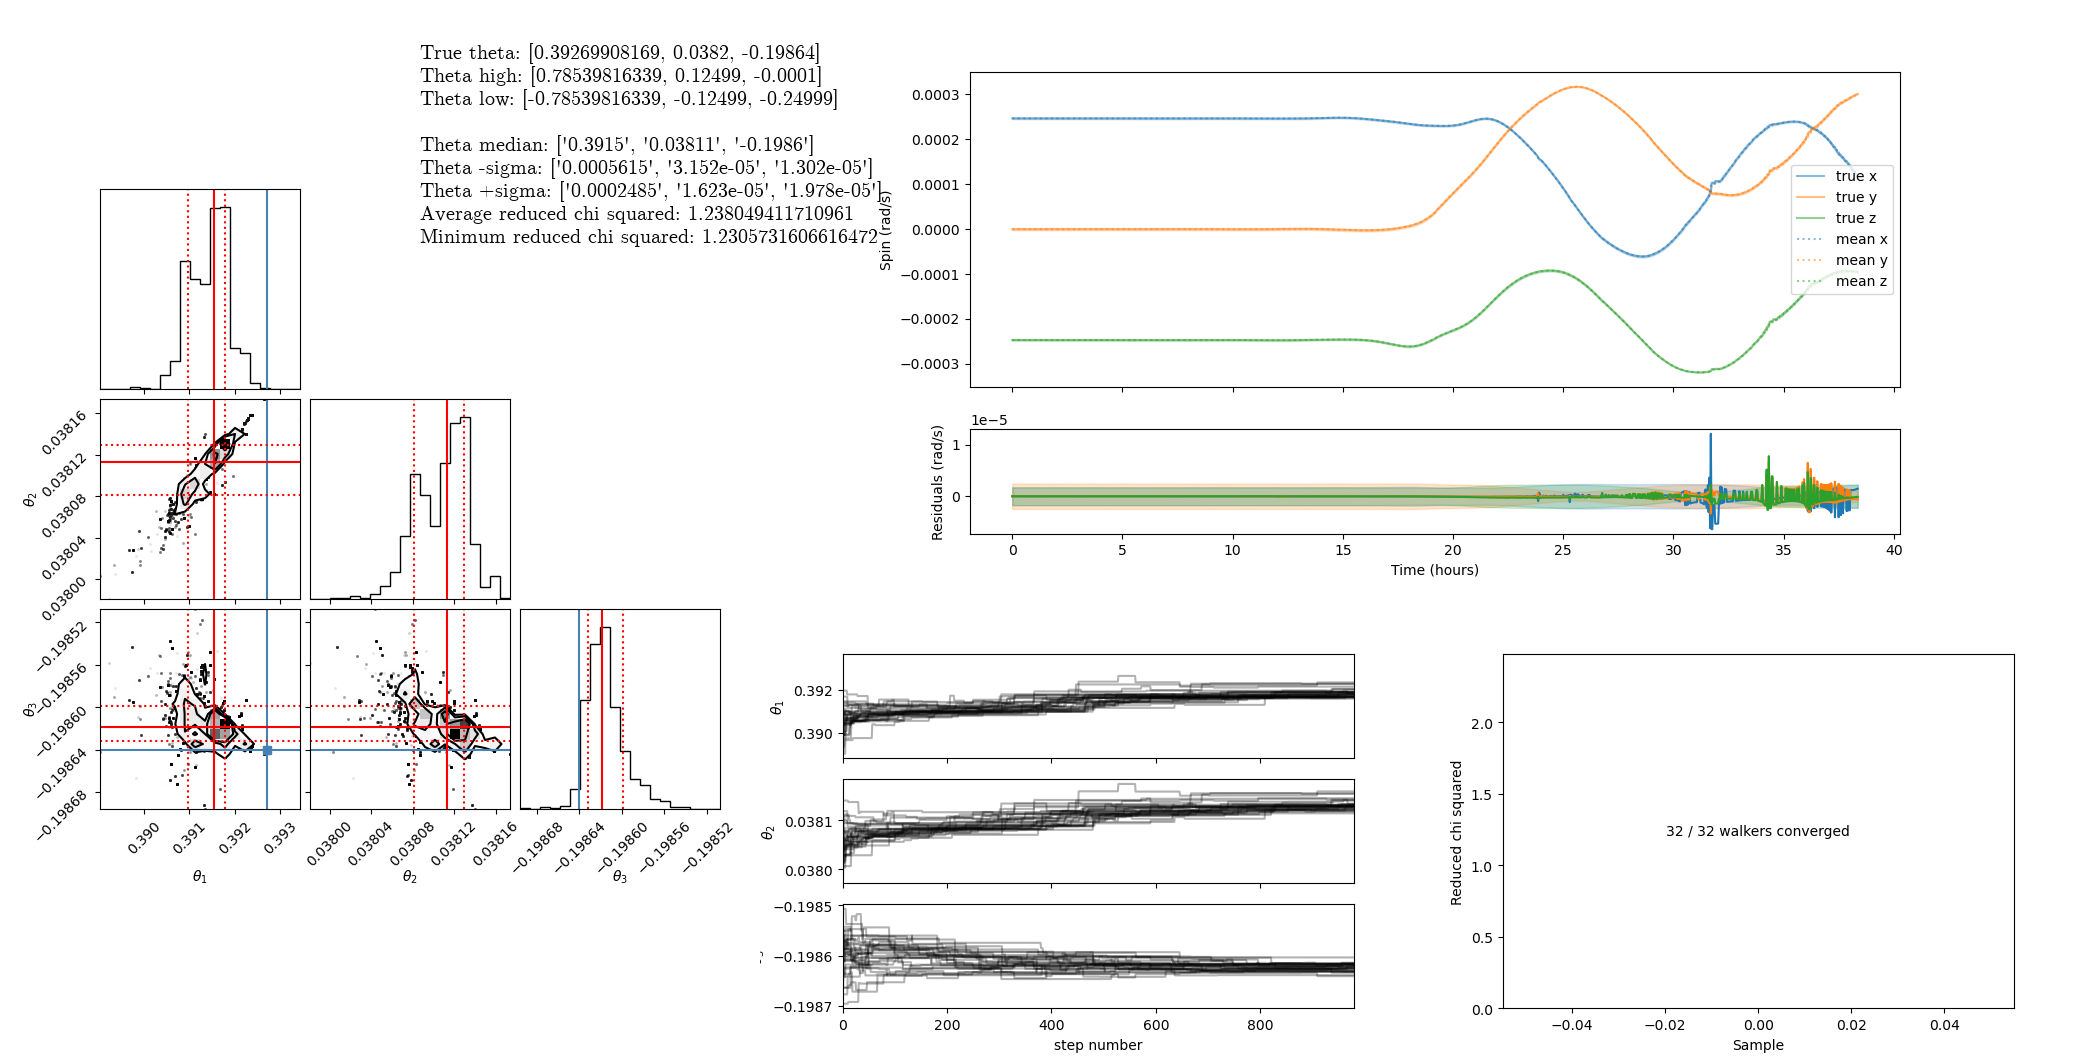 True theta: [0.39269908169, 0.0382, -0.19864]
Theta high: [0.78539816339, 0.12499, -0.0001]
Theta low: [-0.78539816339, -0.12499, -0.24999]
Theta median: ['0.3915', '0.03811', '-0.1986']
Theta -sigma: ['0.0005615', '3.152e-05', '1.302e-05']
Theta +sigma: ['0.0002485', '1.623e-05', '1.978e-05']
Average reduced chi squared: 1.238049411710961
Minimum reduced chi squared: 1.2305731606616472
0.03816
0.03812
0.03808
0.03804
0.03800
θ2
−0.19852
−0.19856
−0.19860
−0.19864
−0.19868
θ3
0.390
0.391
0.392
0.393
θ1
0.03800
0.03804
0.03808
0.03812
0.03816
θ2
−0.19868
−0.19864
−0.19860
−0.19856
−0.19852
θ3
0.0003
0.0002
0.0001
0.0000
−0.0001
−0.0002
−0.0003
Spin (rad/s)
true x
true y
true z
mean x
mean y
mean z
1e−5
1
0
Residuals (rad/s)
0
5
10
15
20
25
30
35
40
Time (hours)
0.392
0.390
θ1
0.0381
0.0380
θ2
−0.1985
−0.1986
−0.1987
0
200
400
600
800
step number
2.0
1.5
1.0
0.5
0.0
Reduced chi squared
32 / 32 walkers converged
−0.04
−0.02
0.00
0.02
0.04
Sample